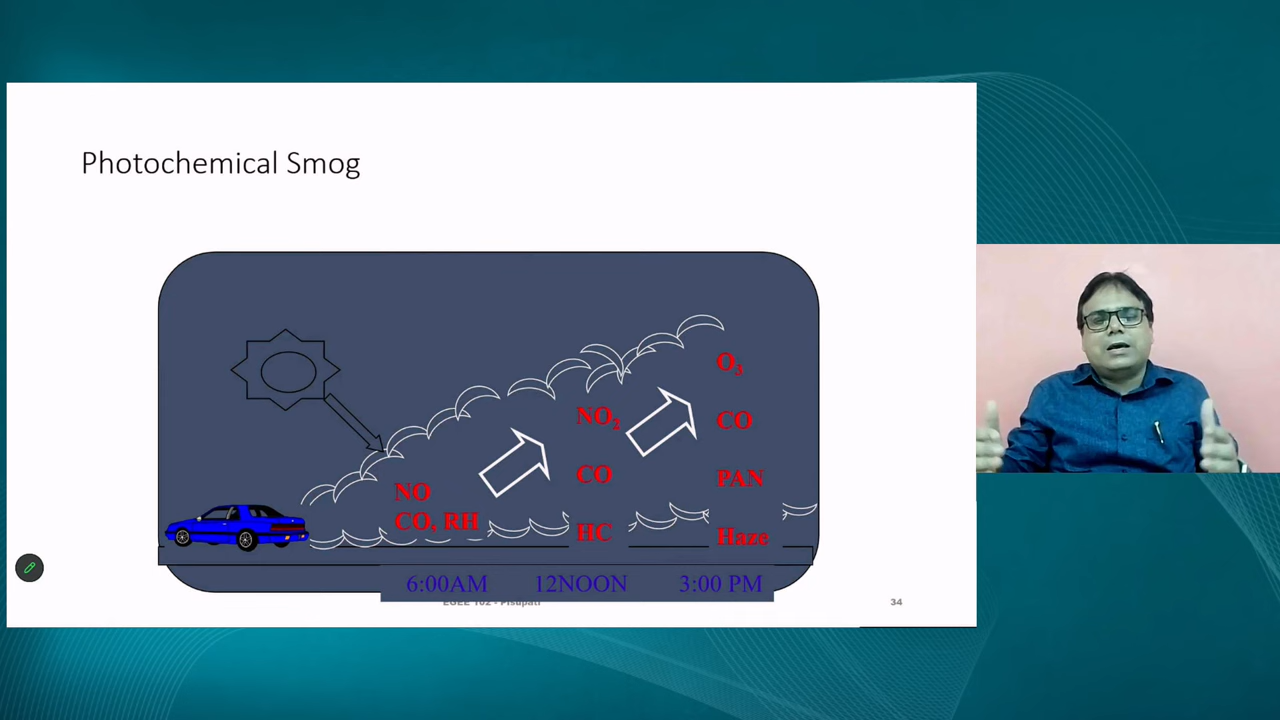 Photochemical Smog
O₃
NO₂
CO
CO
PAN
NO
CO, RH
HC
Haze
6:00AM 12NOON 3:00 PM
EGEE 102 - Pisupati
34